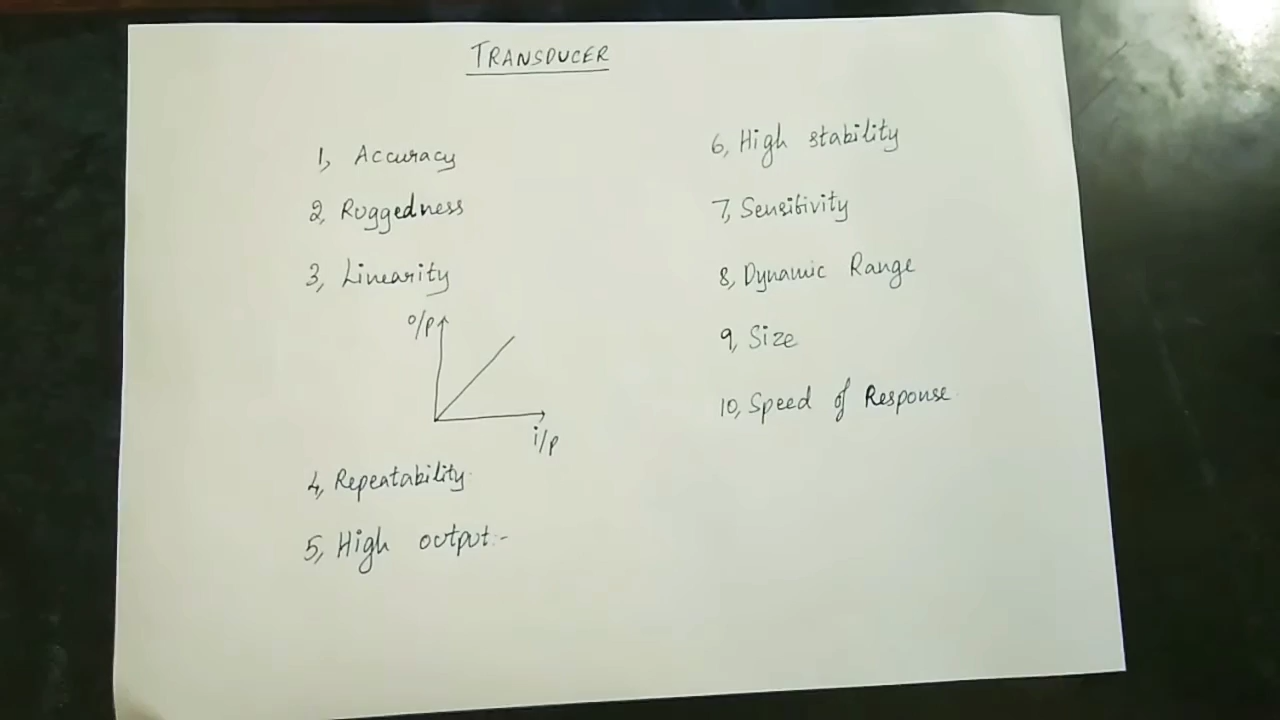 TRANSDUCER
1, Accuracy
2, Ruggedness
3, Linearity
o/p
i/p
4, Repeatability.
5, High output:-
6, High stability
7, Sensitivity
8, Dynamic Range
9, Size
10, Speed of Response.